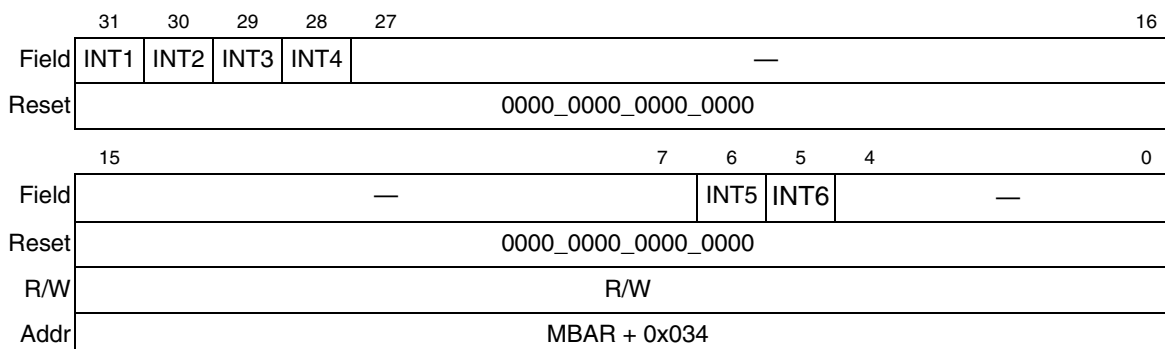 31 30 29 28 27 16
Field INT1 INT2 INT3 INT4 —
Reset 0000_0000_0000_0000
15 7 6 5 4 0
Field — INT5 INT6 —
Reset 0000_0000_0000_0000
R/W R/W
Addr MBAR + 0x034